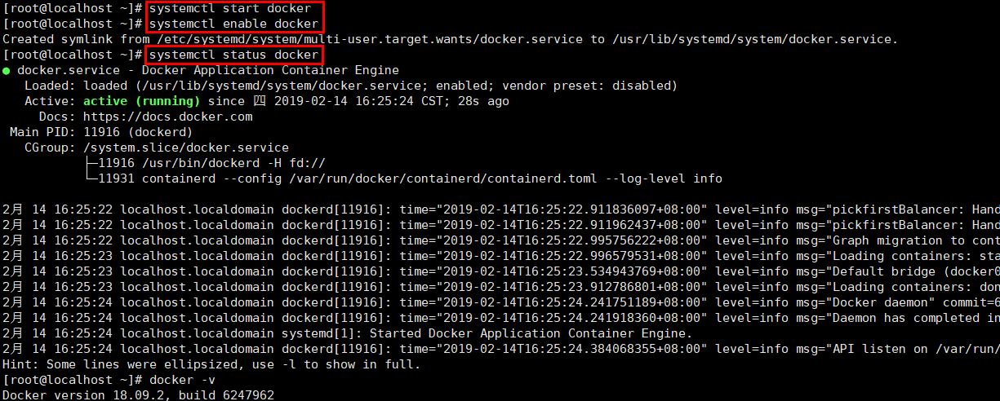 [root@localhost ~]# systemctl start docker
[root@localhost ~]# systemctl enable docker
Created symlink from /etc/systemd/system/multi-user.target.wants/docker.service to /usr/lib/systemd/system/docker.service.
[root@localhost ~]# systemctl status docker
● docker.service - Docker Application Container Engine
   Loaded: loaded (/usr/lib/systemd/system/docker.service; enabled; vendor preset: disabled)
   Active: active (running) since 四 2019-02-14 16:25:24 CST; 28s ago
     Docs: https://docs.docker.com
 Main PID: 11916 (dockerd)
   CGroup: /system.slice/docker.service
           ├─11916 /usr/bin/dockerd -H fd://
           └─11931 containerd --config /var/run/docker/containerd/containerd.toml --log-level info
2月 14 16:25:22 localhost.localdomain dockerd[11916]: time="2019-02-14T16:25:22.911836097+08:00" level=info msg="pickfirstBalancer: Hand
2月 14 16:25:22 localhost.localdomain dockerd[11916]: time="2019-02-14T16:25:22.911962437+08:00" level=info msg="pickfirstBalancer: Hand
2月 14 16:25:22 localhost.localdomain dockerd[11916]: time="2019-02-14T16:25:22.995756222+08:00" level=info msg="Graph migration to cont
2月 14 16:25:23 localhost.localdomain dockerd[11916]: time="2019-02-14T16:25:22.996579531+08:00" level=info msg="Loading containers: sta
2月 14 16:25:23 localhost.localdomain dockerd[11916]: time="2019-02-14T16:25:23.534943769+08:00" level=info msg="Default bridge (docker0
2月 14 16:25:23 localhost.localdomain dockerd[11916]: time="2019-02-14T16:25:23.912786801+08:00" level=info msg="Loading containers: don
2月 14 16:25:24 localhost.localdomain dockerd[11916]: time="2019-02-14T16:25:24.241751189+08:00" level=info msg="Docker daemon" commit=6
2月 14 16:25:24 localhost.localdomain dockerd[11916]: time="2019-02-14T16:25:24.241918360+08:00" level=info msg="Daemon has completed in
2月 14 16:25:24 localhost.localdomain systemd[1]: Started Docker Application Container Engine.
2月 14 16:25:24 localhost.localdomain dockerd[11916]: time="2019-02-14T16:25:24.384068355+08:00" level=info msg="API listen on /var/run/
Hint: Some lines were ellipsized, use -l to show in full.
[root@localhost ~]# docker -v
Docker version 18.09.2, build 6247962